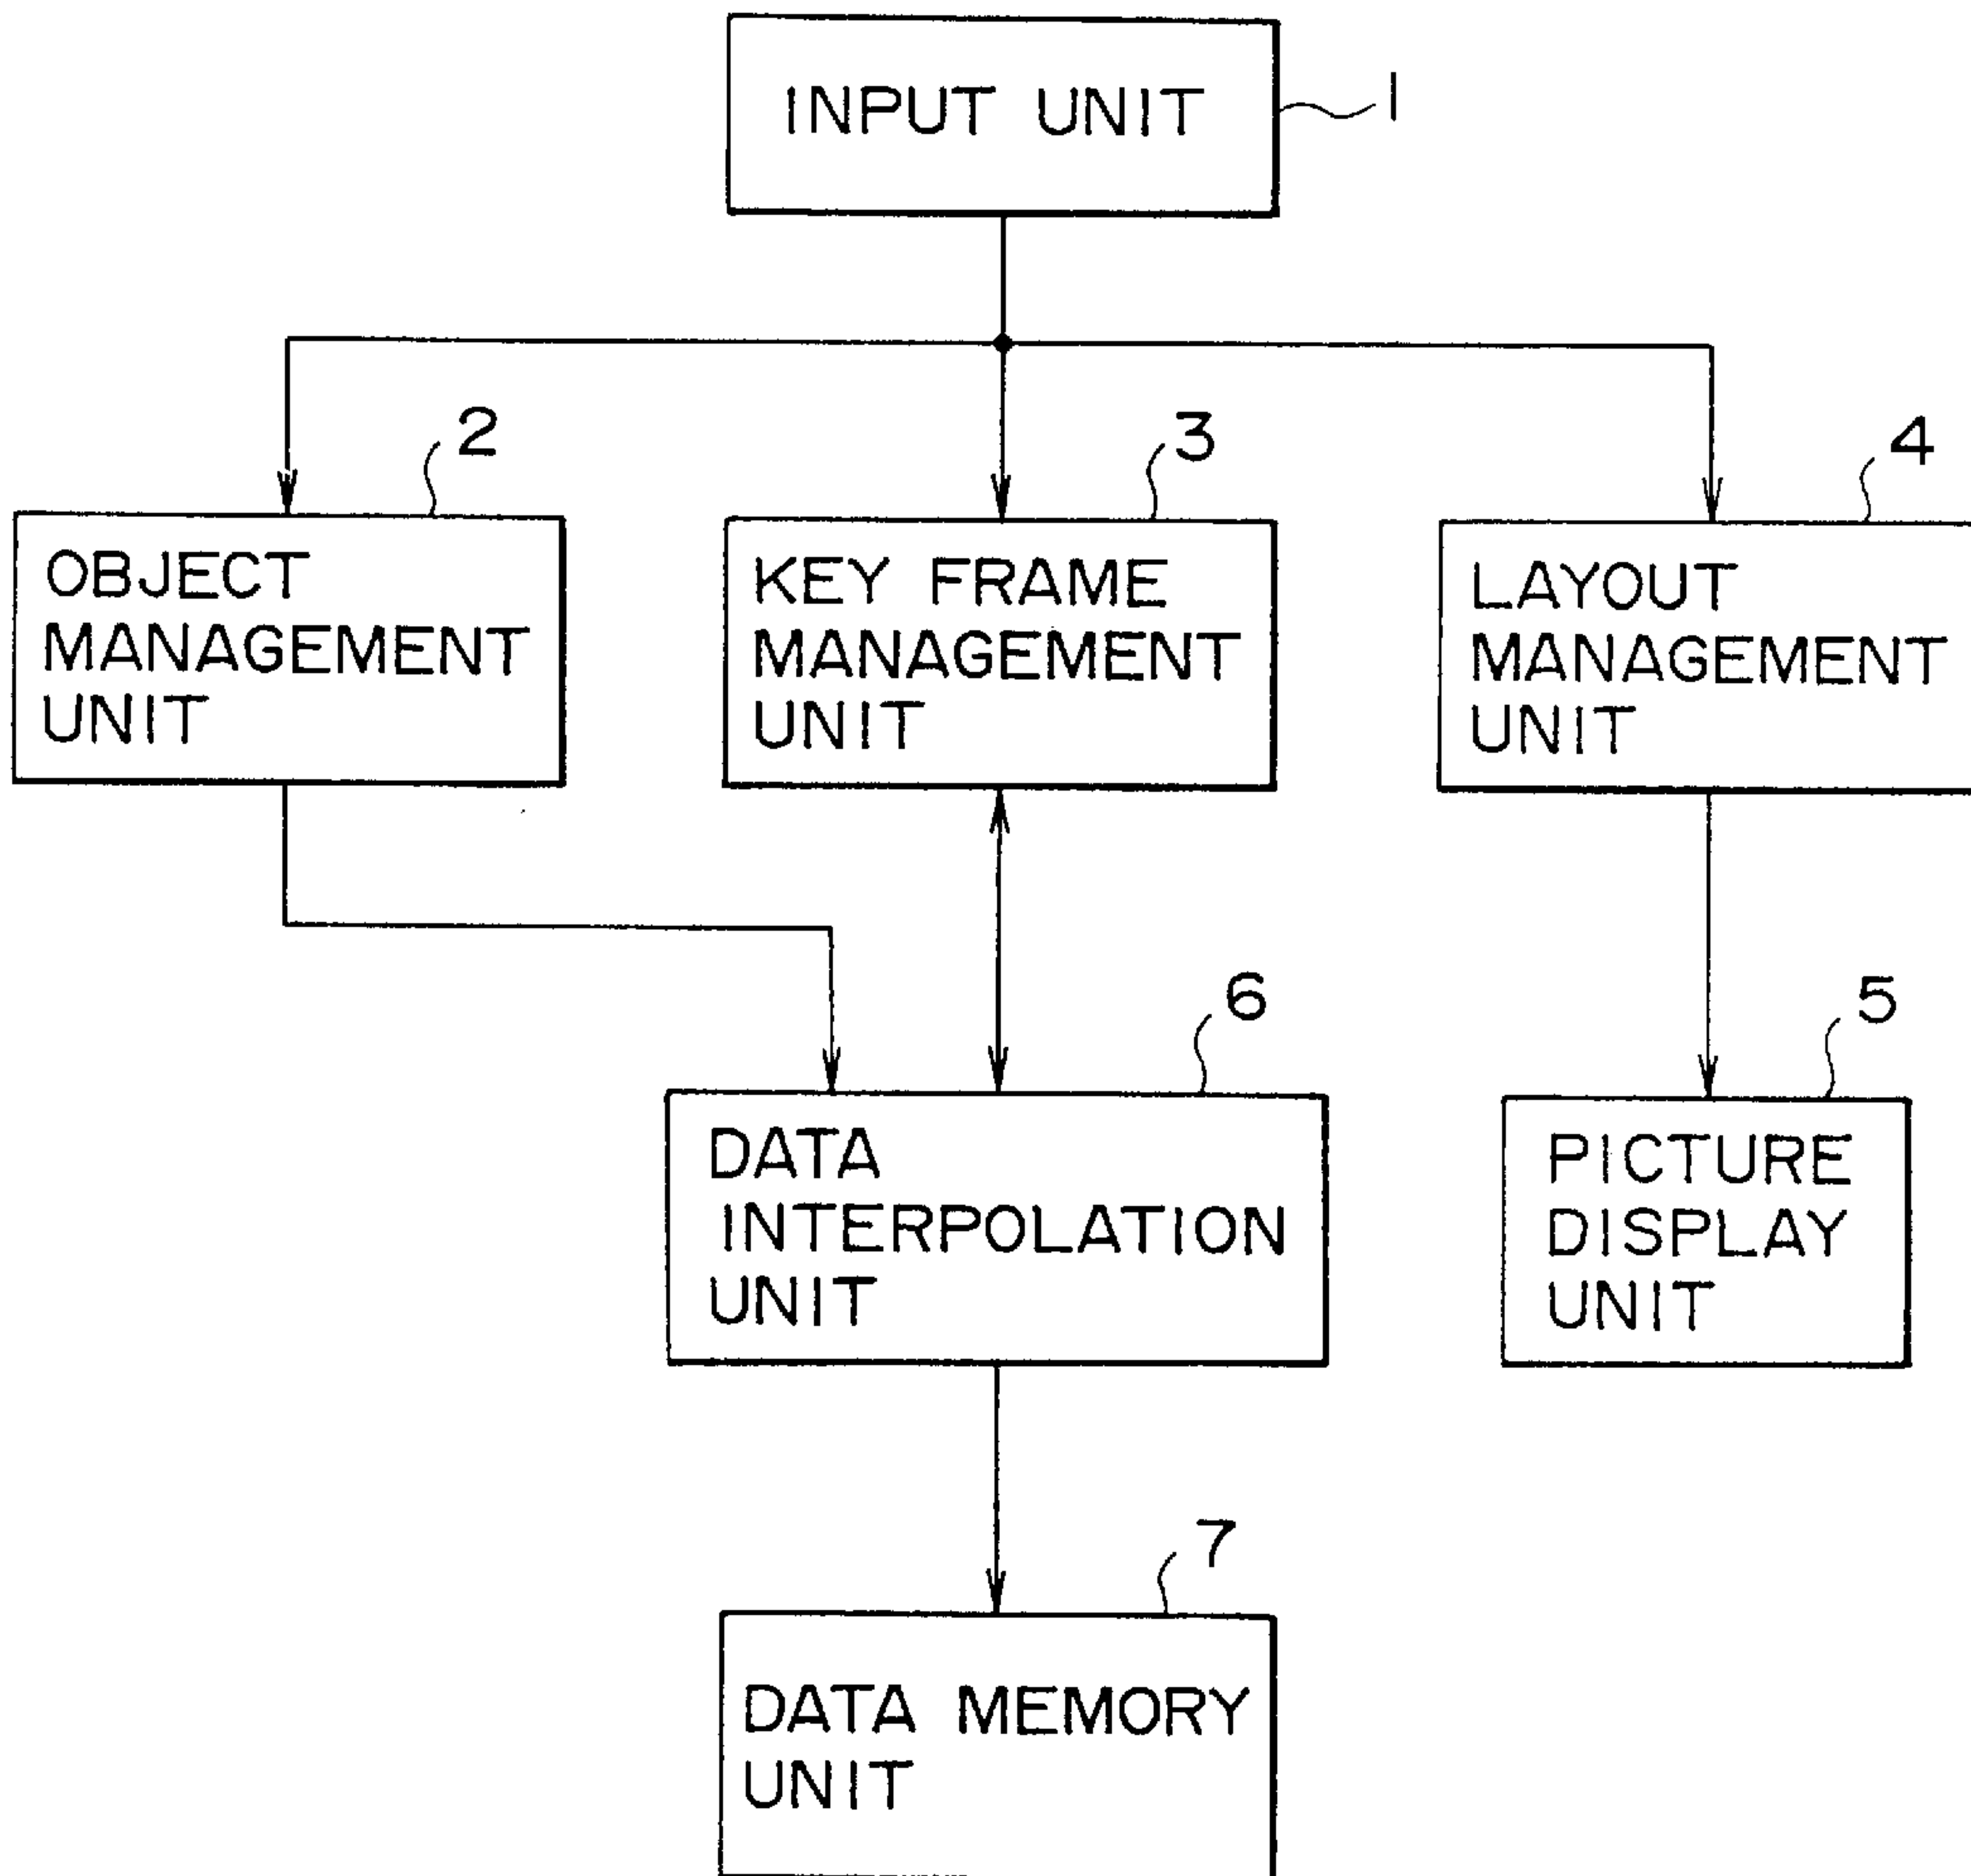 INPUT UNIT
1
2
3
4
OBJECT
MANAGEMENT
UNIT
KEY FRAME
MANAGEMENT
UNIT
LAYOUT
MANAGEMENT
UNIT
6
5
DATA
INTERPOLATION
UNIT
PICTURE
DISPLAY
UNIT
7
DATA MEMORY
UNIT